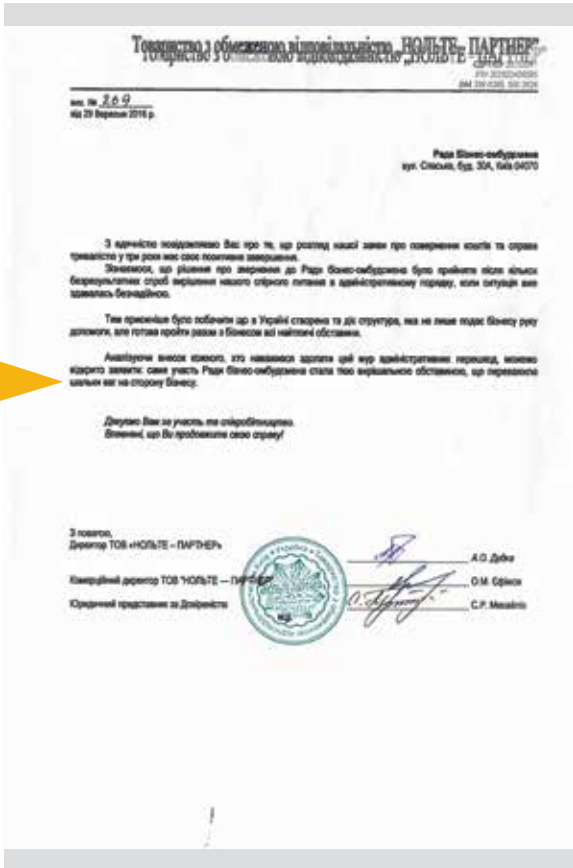 Товариство з обмеженою відповідальністю „НОЛЬТЕ – ПАРТНЕР"
вих. № 269
від 29 березня 2016 р.
Рада Бізнес-омбудсмена
вул. Спаська, буд. 30А, Київ 04070
З вдячністю повідомляємо Вас про те, що розгляд нашої заяви про повернення коштів та справа
тривалістю у три роки має своє позитивне завершення.
Зізнаємося, що рішення про звернення до Ради бізнес-омбудсмена було прийняте після кількох
безрезультатних спроб вирішення нашого спірного питання в адміністративному порядку, коли ситуація вже
здавалась безнадійною.
Тим приємніше було побачити що в Україні створена та діє структура, яка не лише подає бізнесу руку
допомоги, але готова пройти разом з бізнесом всі найтяжчі обставини.
Аналізуючи внесок кожного, хто намагався здолати цей мур адміністративних перешкод, можемо
відкрито заявити: саме участь Ради бізнес-омбудсмена стала тією вирішальною обставиною, що переважила
шальки ваг на сторону бізнесу.
Дякуємо Вам за участь та співробітництво.
Впевнені, що Ви продовжите свою справу!
З повагою,
Директор ТОВ «НОЛЬТЕ – ПАРТНЕР»
А.О. Дубка
Комерційний директор ТОВ "НОЛЬТЕ — ПАРТНЕР"
О.М. Єфімов
Юридичний представник за Довіреністю
С.Р.